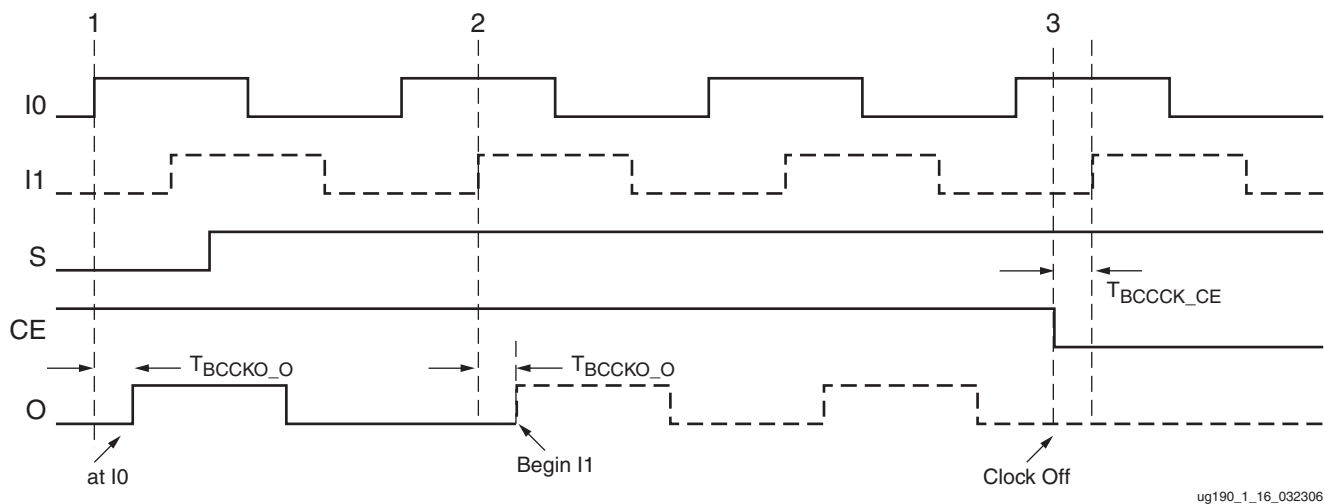 1 2 3
I0
I1
S
T_BCCCK_CE
CE
T_BCCKO_O T_BCCKO_O
O
at I0 Begin I1 Clock Off
ug190_1_16_032306